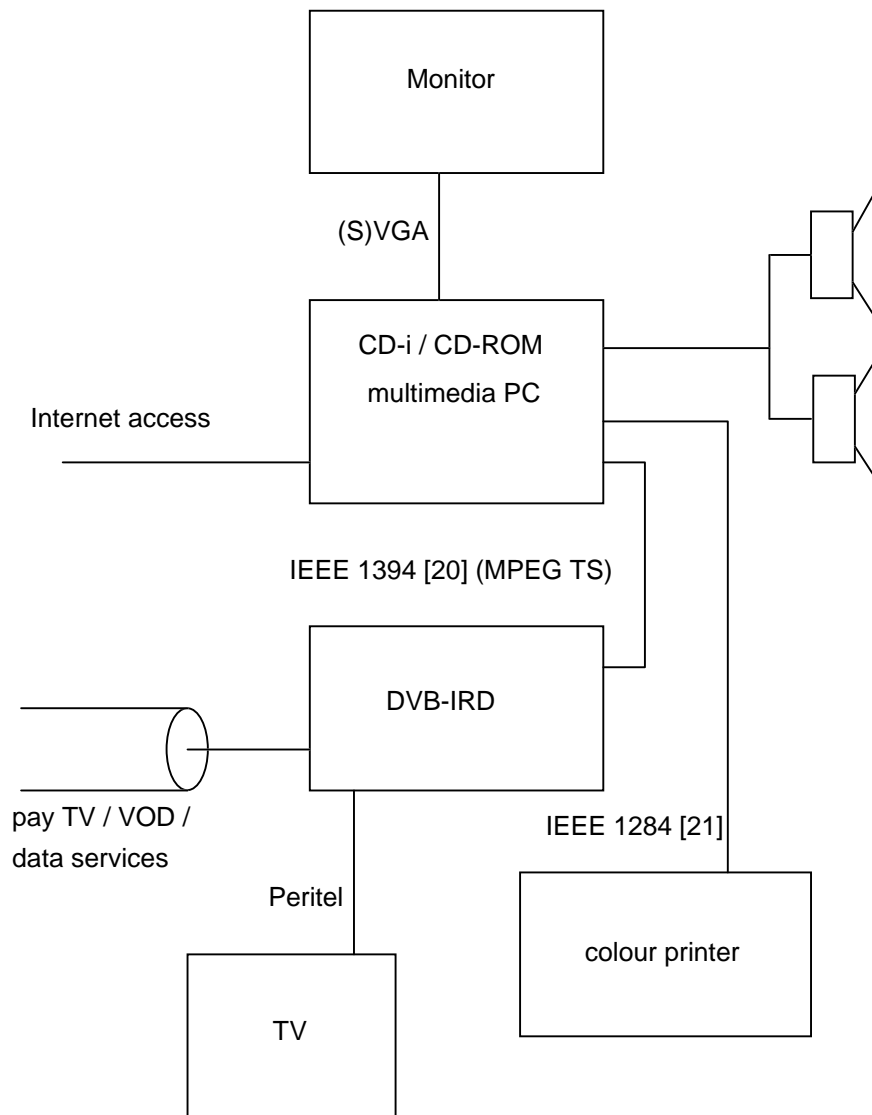 Monitor
(S)VGA
CD-i / CD-ROM
multimedia PC
Internet access
IEEE 1394 [20] (MPEG TS)
DVB-IRD
pay TV / VOD /
data services
IEEE 1284 [21]
Peritel
colour printer
TV